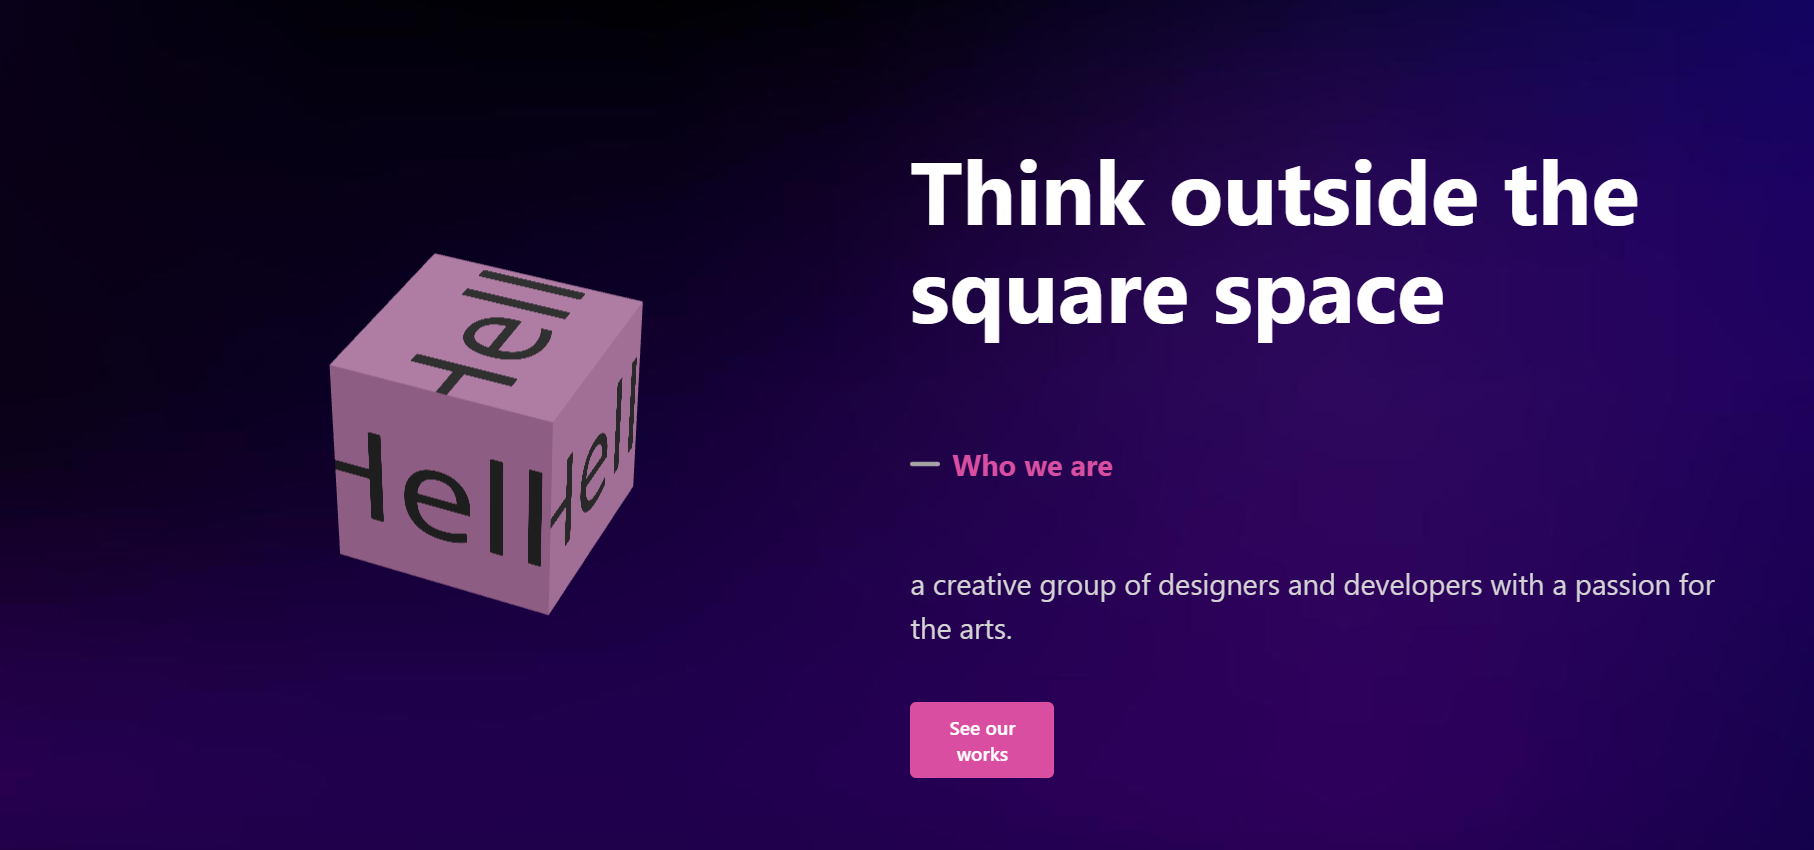 Hell
Hell
Hell
Think outside the
square space
Who we are
a creative group of designers and developers with a passion for
the arts.
See our
works